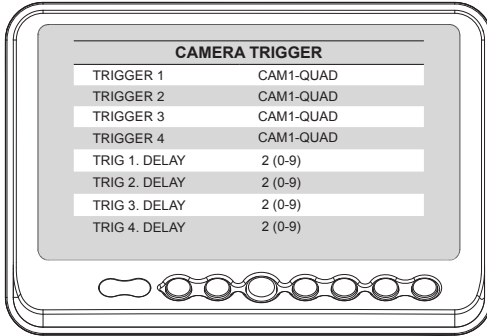 CAMERA TRIGGER
TRIGGER 1 CAM1-QUAD
TRIGGER 2 CAM1-QUAD
TRIGGER 3 CAM1-QUAD
TRIGGER 4 CAM1-QUAD
TRIG 1. DELAY 2 (0-9)
TRIG 2. DELAY 2 (0-9)
TRIG 3. DELAY 2 (0-9)
TRIG 4. DELAY 2 (0-9)